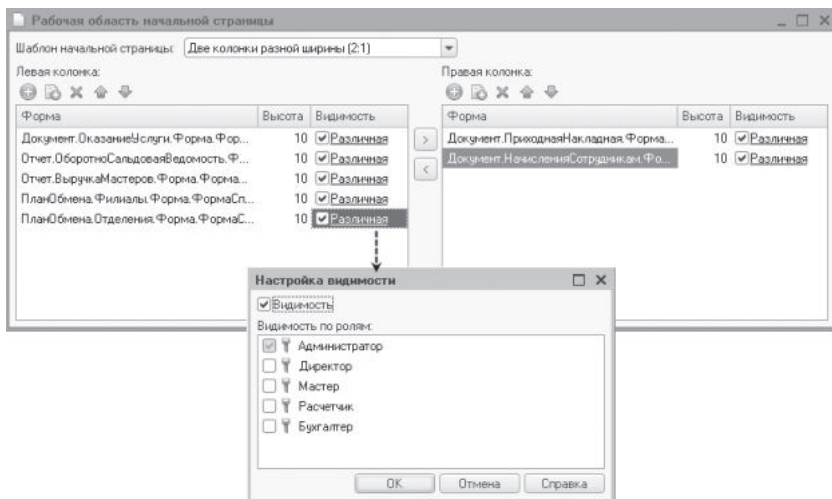 Рабочая область начальной страницы
Шаблон начальной страницы: Две колонки разной ширины (2:1)
Левая колонка:
Форма Высота Видимость
Документ.ОказаниеУслуги.Форма.Фор... 10 Различная
Отчет.ОборотноСальдоваяВедомость.Ф... 10 Различная
Отчет.ВыручкаМастеров.Форма.Форма... 10 Различная
ПланОбмена.Филиалы.Форма.ФормаСп... 10 Различная
ПланОбмена.Отделения.Форма.ФормаС... 10 Различная
Правая колонка:
Форма Высота Видимость
Документ.ПриходнаяНакладная.Форма... 10 Различная
Документ.НачисленияСотрудникам.Фо... 10 Различная
Настройка видимости
Видимость
Видимость по ролям:
Администратор
Директор
Мастер
Расчетчик
Бухгалтер
OK Отмена Справка